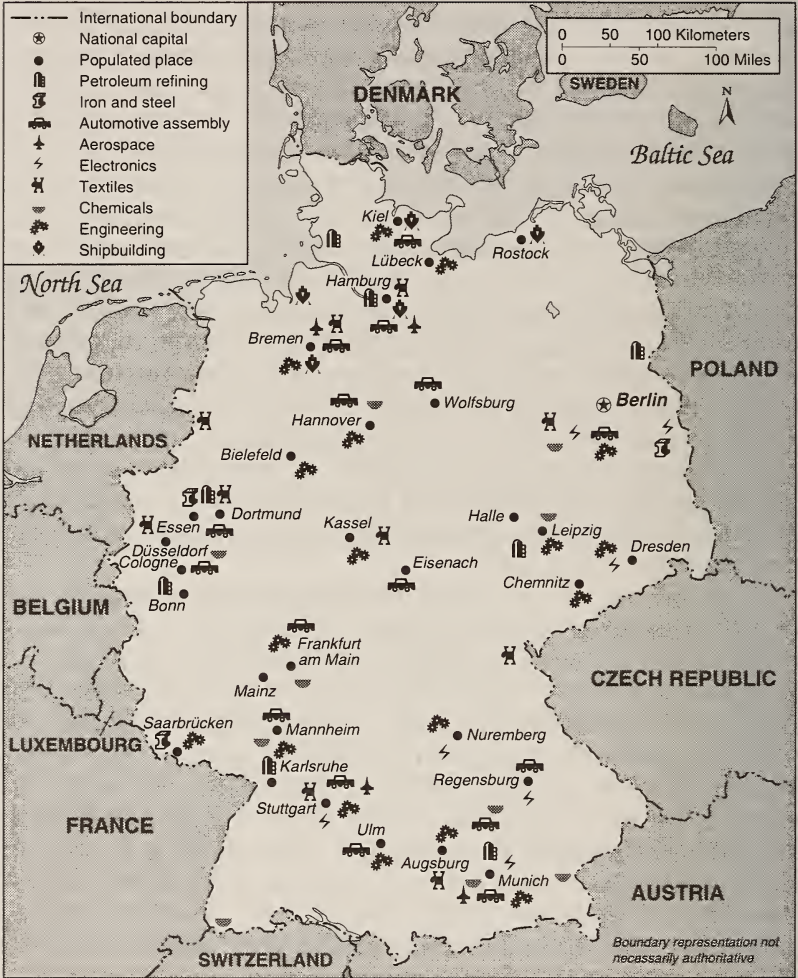 International boundary
National capital
Populated place
Petroleum refining
Iron and steel
Automotive assembly
Aerospace
Electronics
Textiles
Chemicals
Engineering
Shipbuilding
0 50 100 Kilometers
0 50 100 Miles
DENMARK
SWEDEN
N
Baltic Sea
Kiel
Rostock
Lübeck
North Sea
Hamburg
Bremen
POLAND
Berlin
Wolfsburg
Hannover
NETHERLANDS
Bielefeld
Essen
Dortmund
Kassel
Halle
Leipzig
Düsseldorf
Dresden
Cologne
Eisenach
Chemnitz
Bonn
BELGIUM
Frankfurt
am Main
CZECH REPUBLIC
Mainz
Saarbrücken
Mannheim
Nuremberg
LUXEMBOURG
Karlsruhe
Regensburg
Stuttgart
FRANCE
Ulm
Augsburg
Munich
AUSTRIA
SWITZERLAND
Boundary representation not
necessarily authoritative